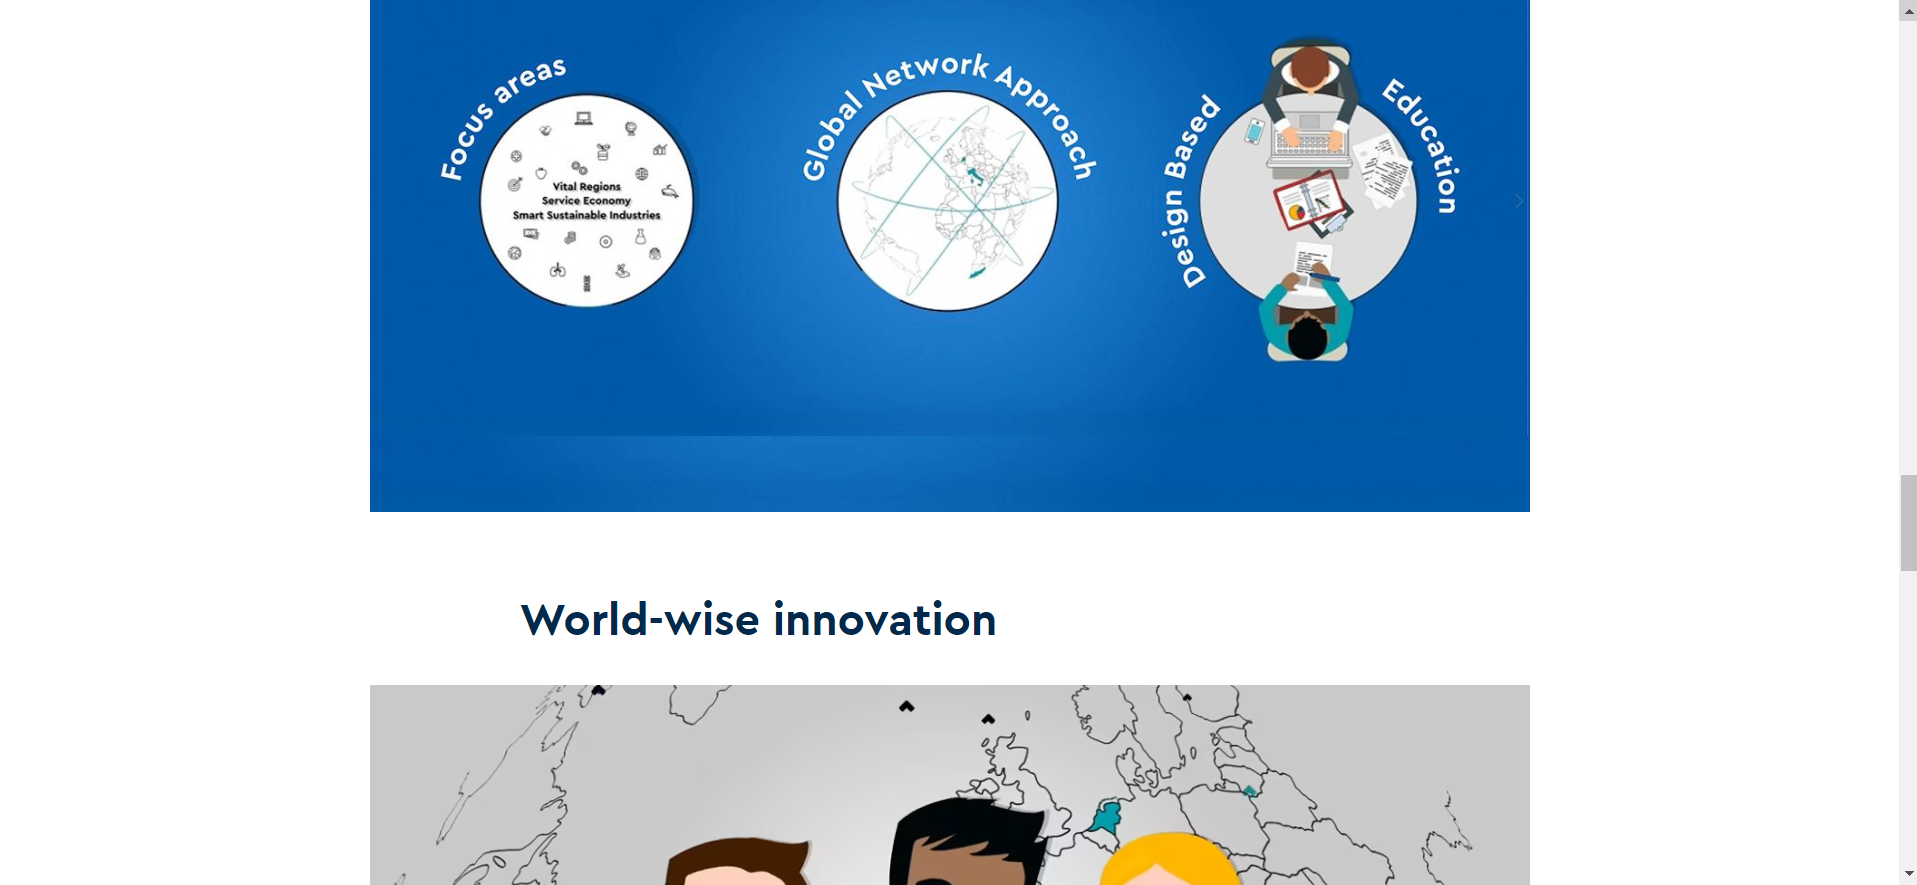 Focus areas
Vital Regions
Service Economy
Smart Sustainable Industries
Global Network Approach
Design Based Education
World-wise innovation